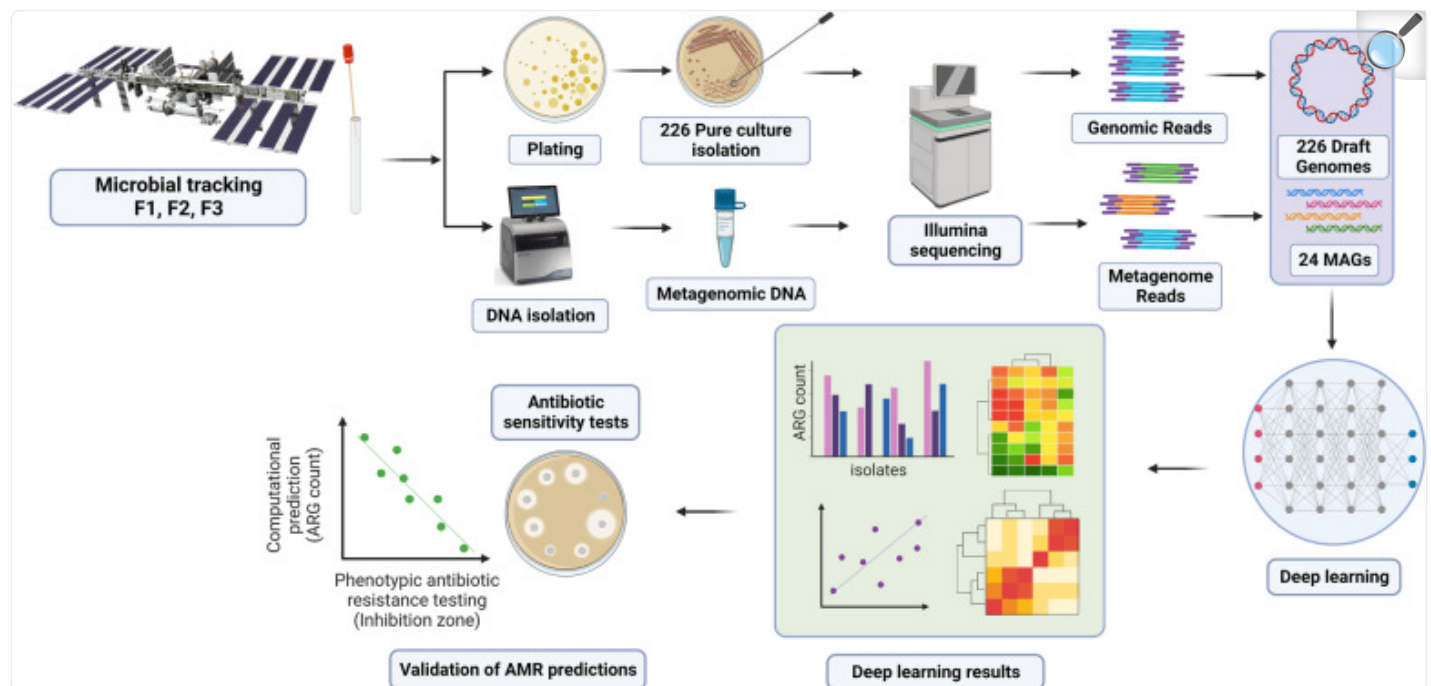 Microbial tracking
F1, F2, F3
Plating
226 Pure culture
isolation
DNA isolation
Metagenomic DNA
Illumina
sequencing
Genomic Reads
Metagenome
Reads
226 Draft
Genomes
24 MAGs
Deep learning
ARG count
isolates
Deep learning results
Antibiotic
sensitivity tests
Computational
prediction
(ARG count)
Phenotypic antibiotic
resistance testing
(Inhibition zone)
Validation of AMR predictions